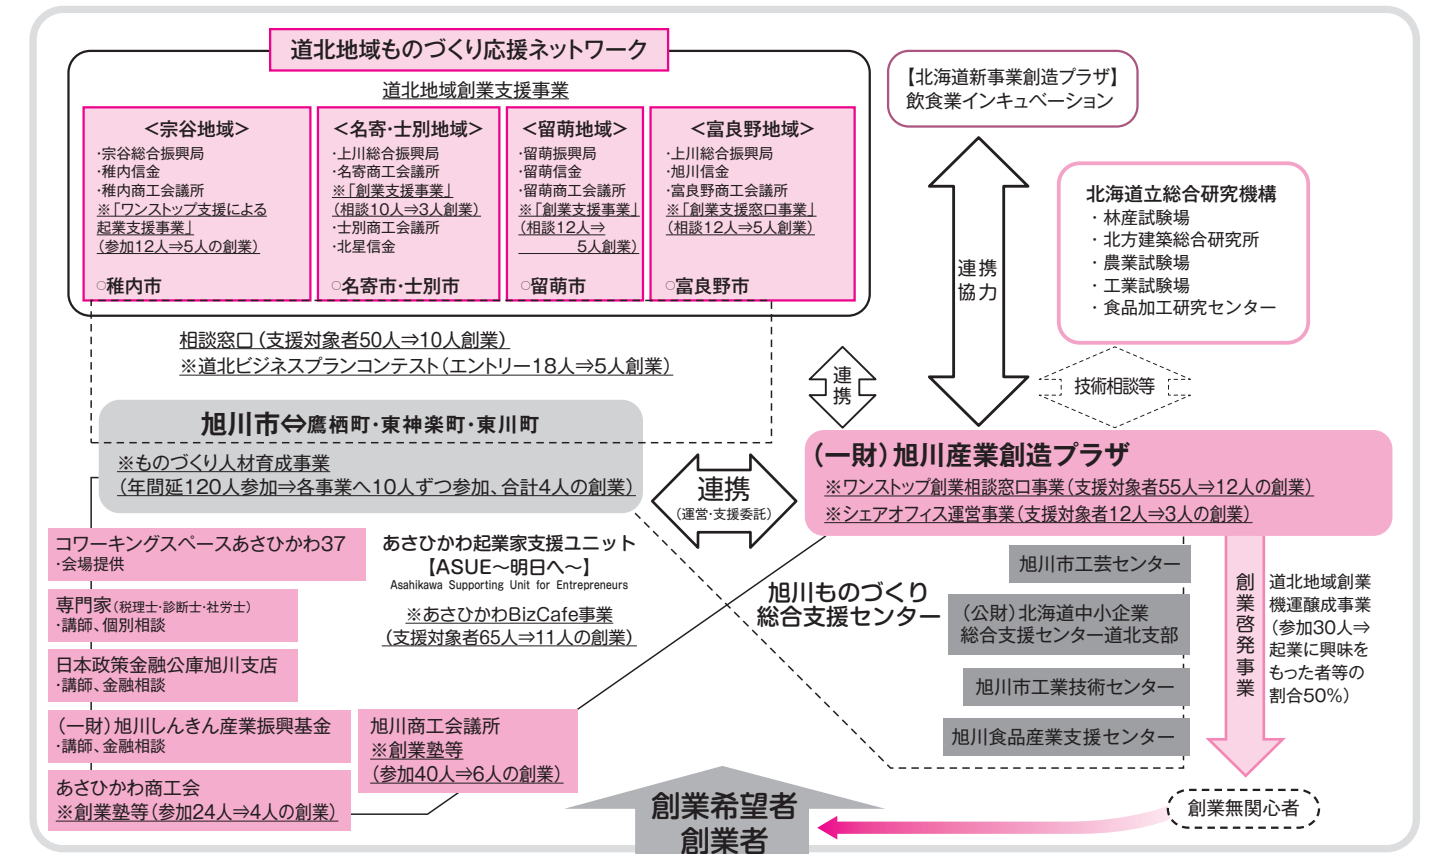 道北地域ものづくり応援ネットワーク
道北地域創業支援事業
＜宗谷地域＞
・宗谷総合振興局
・稚内信金
・稚内商工会議所
※「ワンストップ支援による
起業支援事業」
（参加12人⇒5人の創業）
○稚内市
＜名寄・士別地域＞
・上川総合振興局
・名寄商工会議所
※「創業支援事業」
（相談10人⇒3人創業）
・士別商工会議所
・北星信金
○名寄市・士別市
＜留萌地域＞
・留萌振興局
・留萌信金
・留萌商工会議所
※「創業支援事業」
（相談12人⇒
5人創業）
○留萌市
＜富良野地域＞
・上川総合振興局
・旭川信金
・富良野商工会議所
※「創業支援窓口事業」
（相談12人⇒5人創業）
○富良野市
【北海道新事業創造プラザ】
飲食業インキュベーション
連携
協力
北海道立総合研究機構
・林産試験場
・北方建築総合研究所
・農業試験場
・工業試験場
・食品加工研究センター
技術相談等
相談窓口（支援対象者50人⇒10人創業）
※道北ビジネスプランコンテスト（エントリー18人⇒5人創業）
連
携
旭川市⇔鷹栖町・東神楽町・東川町
※ものづくり人材育成事業
（年間延120人参加⇒各事業へ10人ずつ参加、合計4人の創業）
連携
（運営・支援委託）
（一財）旭川産業創造プラザ
※ワンストップ創業相談窓口事業（支援対象者55人⇒12人の創業）
※シェアオフィス運営事業（支援対象者12人⇒3人の創業）
コワーキングスペースあさひかわ37
・会場提供
専門家（税理士・診断士・社労士）
・講師、個別相談
日本政策金融公庫旭川支店
・講師、金融相談
（一財）旭川しんきん産業振興基金
・講師、金融相談
あさひかわ商工会
※創業塾等（参加24人⇒4人の創業）
あさひかわ起業家支援ユニット
【ASUE～明日へ～】
Asahikawa Supporting Unit for Entrepreneurs
※あさひかわBizCafe事業
（支援対象者65人⇒11人の創業）
旭川商工会議所
※創業塾等
（参加40人⇒6人の創業）
旭川ものづくり
総合支援センター
旭川市工芸センター
（公財）北海道中小企業
総合支援センター道北支部
旭川市工業技術センター
旭川食品産業支援センター
創
業
啓
発
事
業
道北地域創業
機運醸成事業
（参加30人⇒
起業に興味を
もった者等の
割合50%）
創業無関心者
創業希望者
創業者